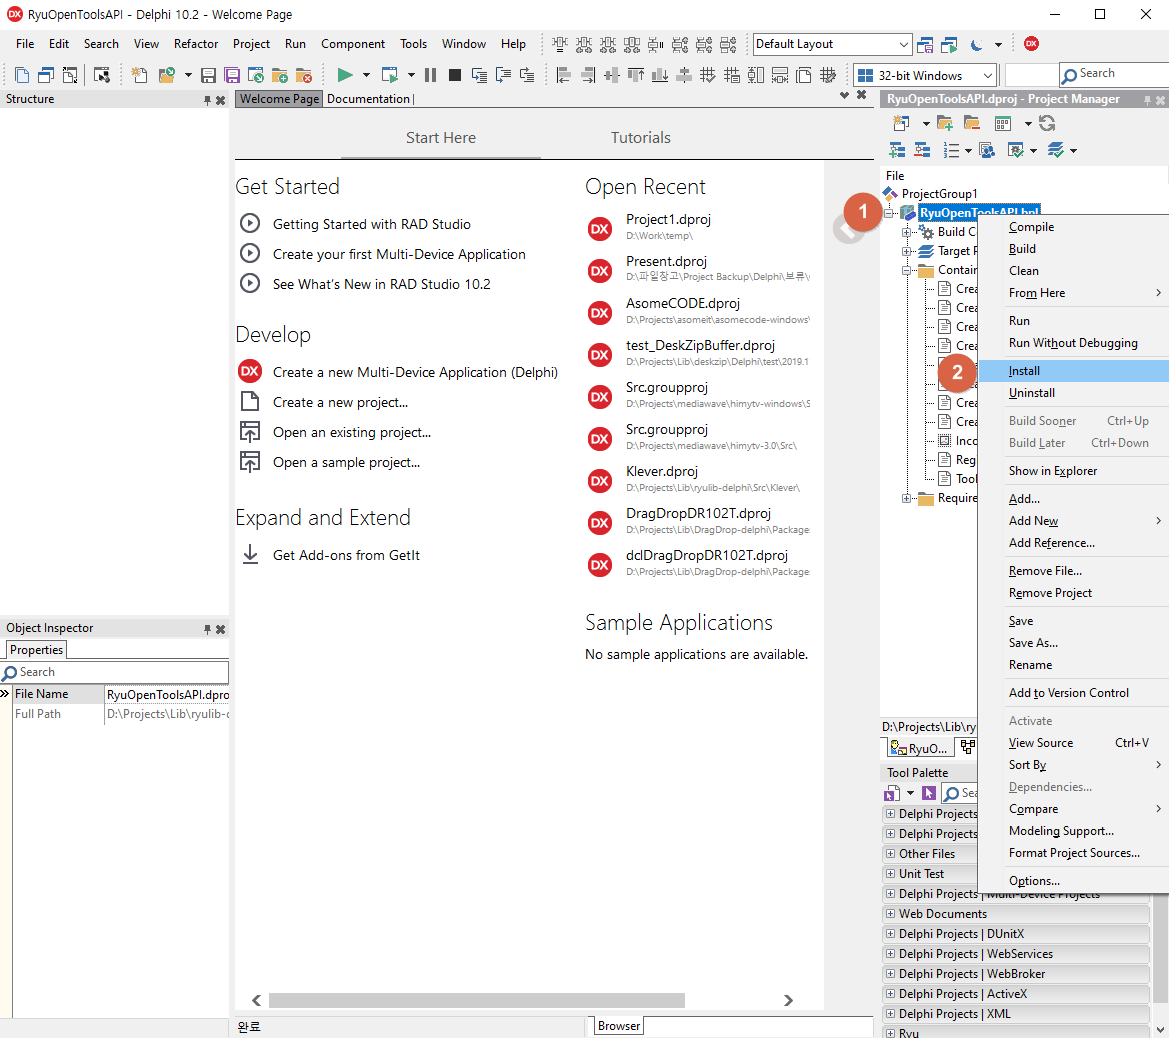 RyuOpenToolsAPI - Delphi 10.2 - Welcome Page
File Edit Search View Refactor Project Run Component Tools Window Help
Default Layout
32-bit Windows
Search
Structure
Welcome Page
Documentation
Start Here
Tutorials
Get Started
Getting Started with RAD Studio
Create your first Multi-Device Application
See What's New in RAD Studio 10.2
Develop
Create a new Multi-Device Application (Delphi)
Create a new project...
Open an existing project...
Open a sample project...
Expand and Extend
Get Add-ons from GetIt
Open Recent
Project1.dproj
D:\Work\temp\
Present.dproj
D:\파일창고\Project Backup\Delphi\보류\
AsomeCODE.dproj
D:\Projects\asomeit\asomecode-windows\
test_DeskZipBuffer.dproj
D:\Projects\Lib\deskzip\Delphi\test\2019.1
Src.groupproj
D:\Projects\mediawave\himytv-windows\S
Src.groupproj
D:\Projects\mediawave\himytv-3.0\Src\
Klever.dproj
D:\Projects\Lib\ryulib-delphi\Src\Klever\
DragDropDR102T.dproj
D:\Projects\Lib\DragDrop-delphi\Package
dclDragDropDR102T.dproj
D:\Projects\Lib\DragDrop-delphi\Package
Sample Applications
No sample applications are available.
완료
Browser
Object Inspector
Properties
Search
File Name RyuOpenToolsAPI.dpro
Full Path D:\Projects\Lib\ryulib-d
RyuOpenToolsAPI.dproj - Project Manager
File
ProjectGroup1
1
RyuOpenToolsAPI.bpl
Build C
Target P
Contain
Crea
Crea
Crea
Crea
Crea
Crea
Inco
Reg
Tool
Require
2
Compile
Build
Clean
From Here
Run
Run Without Debugging
Install
Uninstall
Build Sooner Ctrl+Up
Build Later Ctrl+Down
Show in Explorer
Add...
Add New
Add Reference...
Remove File...
Remove Project
Save
Save As...
Rename
Add to Version Control
Activate
View Source Ctrl+V
Sort By
Dependencies...
Compare
Modeling Support...
Format Project Sources...
Options...
D:\Projects\Lib\ry
RyuO...
Tool Palette
Sea
Delphi Projects
Delphi Projects
Other Files
Unit Test
Delphi Projects | Multi-Device Projects
Web Documents
Delphi Projects | DUnitX
Delphi Projects | WebServices
Delphi Projects | WebBroker
Delphi Projects | ActiveX
Delphi Projects | XML
Ryu